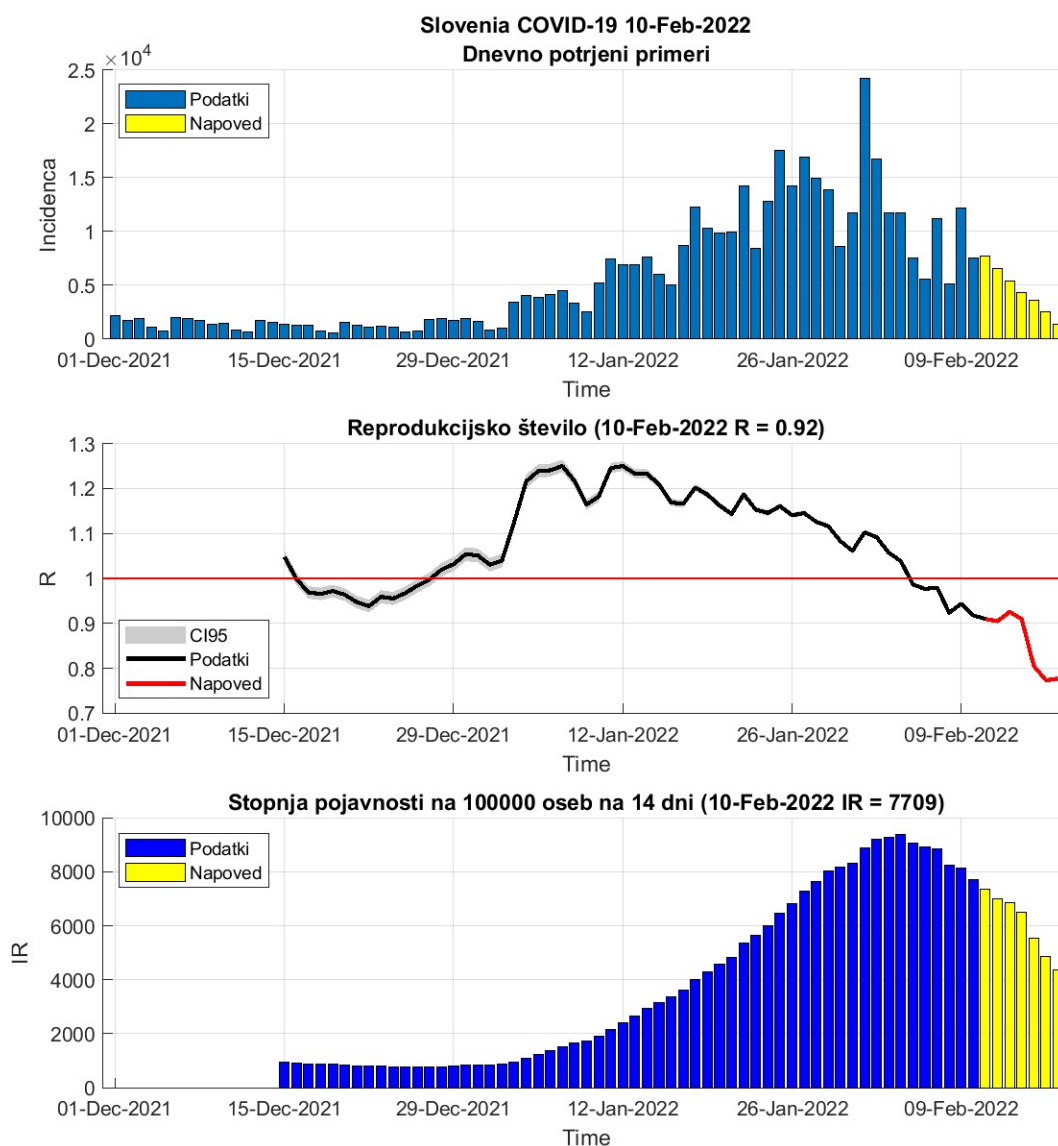 Slovenia COVID-19 10-Feb-2022
Dnevno potrjeni primeri
×10⁴
2.5
2
1.5
1
0.5
0
Incidenca
Podatki
Napoved
01-Dec-2021 15-Dec-2021 29-Dec-2021 12-Jan-2022 26-Jan-2022 09-Feb-2022
Time
Reprodukcijsko število (10-Feb-2022 R = 0.92)
1.3
1.2
1.1
1
0.9
0.8
0.7
R
CI95
Podatki
Napoved
01-Dec-2021 15-Dec-2021 29-Dec-2021 12-Jan-2022 26-Jan-2022 09-Feb-2022
Time
Stopnja pojavnosti na 100000 oseb na 14 dni (10-Feb-2022 IR = 7709)
10000
8000
6000
4000
2000
0
IR
Podatki
Napoved
01-Dec-2021 15-Dec-2021 29-Dec-2021 12-Jan-2022 26-Jan-2022 09-Feb-2022
Time